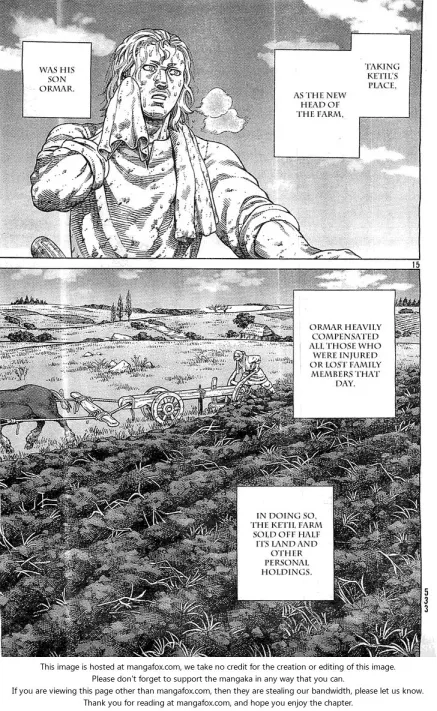 TAKING
KETIL'S
PLACE,
AS THE NEW
HEAD OF
THE FARM,
WAS HIS
SON
ORMAR.
15
ORMAR HEAVILY
COMPENSATED
ALL THOSE WHO
WERE INJURED
OR LOST FAMILY
MEMBERS THAT
DAY.
IN DOING SO,
THE KETIL FARM
SOLD OFF HALF
IT'S LAND AND
OTHER
PERSONAL
HOLDINGS.
533
This image is hosted at mangafox.com, we take no credit for the creation or editing of this image.
Please don't forget to support the mangaka in any way that you can.
If you are viewing this page other than mangafox.com, then they are stealing our bandwidth, please let us know.
Thank you for reading at mangafox.com, and hope you enjoy the chapter.